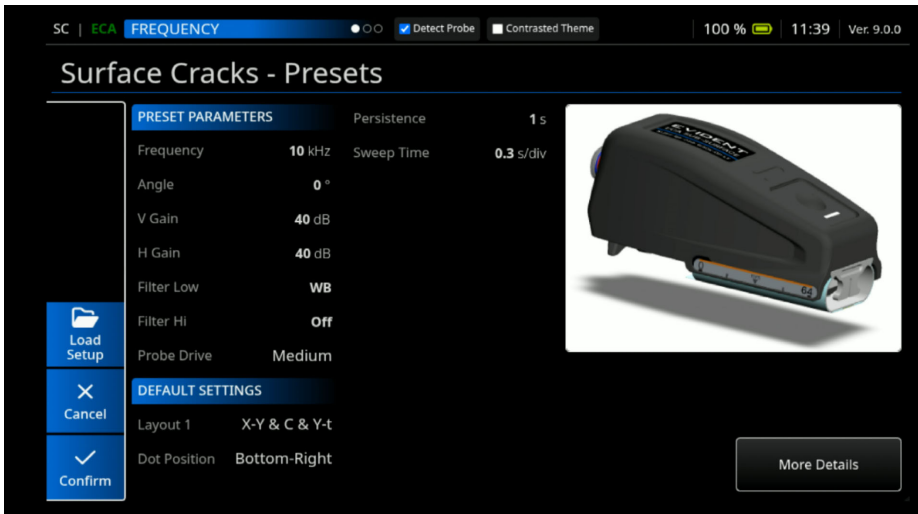 SC | ECA FREQUENCY Detect Probe Contrasted Theme 100 % 11:39 Ver. 9.0.0
Surface Cracks - Presets
PRESET PARAMETERS
Frequency 10 kHz
Angle 0 °
V Gain 40 dB
H Gain 40 dB
Filter Low WB
Filter Hi Off
Probe Drive Medium
DEFAULT SETTINGS
Layout 1 X-Y & C & Y-t
Dot Position Bottom-Right
Persistence 1 s
Sweep Time 0.3 s/div
EVIDENT
0
64
Load
Setup
Cancel
Confirm
More Details